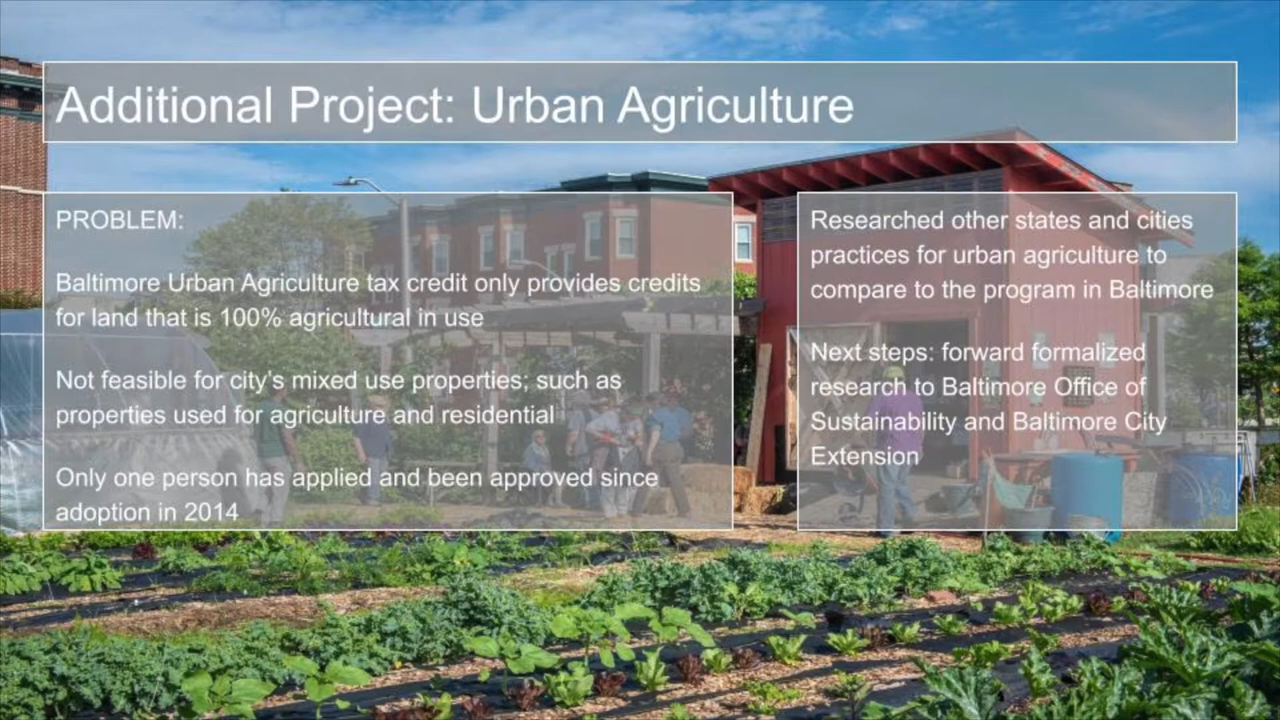 Additional Project: Urban Agriculture
PROBLEM:
Baltimore Urban Agriculture tax credit only provides credits
for land that is 100% agricultural in use
Not feasible for city's mixed use properties; such as
properties used for agriculture and residential
Only one person has applied and been approved since
adoption in 2014
Researched other states and cities
practices for urban agriculture to
compare to the program in Baltimore
Next steps: forward formalized
research to Baltimore Office of
Sustainability and Baltimore City
Extension